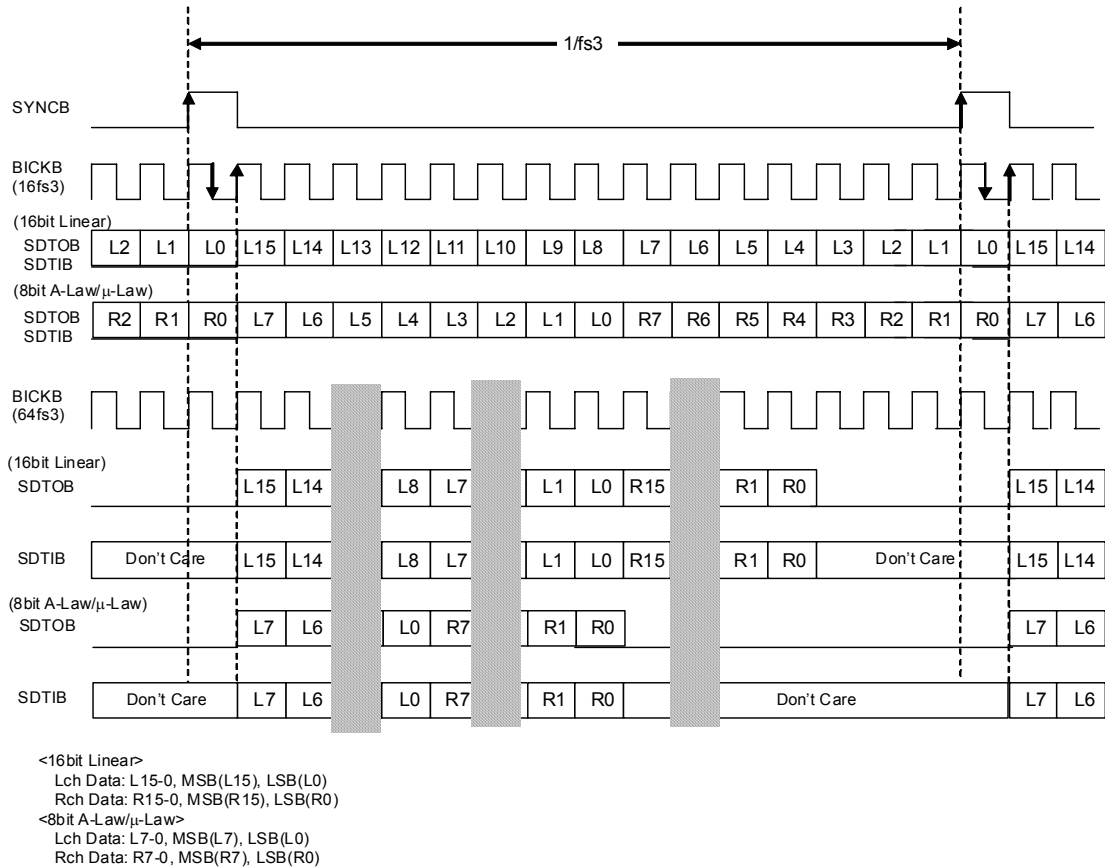 1/fs3
SYNCB
BICKB
(16fs3)
(16bit Linear)
SDTOB
SDTIB
L2 L1 L0 L15 L14 L13 L12 L11 L10 L9 L8 L7 L6 L5 L4 L3 L2 L1 L0 L15 L14
(8bit A-Law/μ-Law)
SDTOB
SDTIB
R2 R1 R0 L7 L6 L5 L4 L3 L2 L1 L0 R7 R6 R5 R4 R3 R2 R1 R0 L7 L6
BICKB
(64fs3)
(16bit Linear)
SDTOB L15 L14 L8 L7 L1 L0 R15 R1 R0 L15 L14
SDTIB Don't Care L15 L14 L8 L7 L1 L0 R15 R1 R0 Don't Care L15 L14
(8bit A-Law/μ-Law)
SDTOB L7 L6 L0 R7 R1 R0 L7 L6
SDTIB Don't Care L7 L6 L0 R7 R1 R0 Don't Care L7 L6
<16bit Linear>
Lch Data: L15-0, MSB(L15), LSB(L0)
Rch Data: R15-0, MSB(R15), LSB(R0)
<8bit A-Law/μ-Law>
Lch Data: L7-0, MSB(L7), LSB(L0)
Rch Data: R7-0, MSB(R7), LSB(R0)